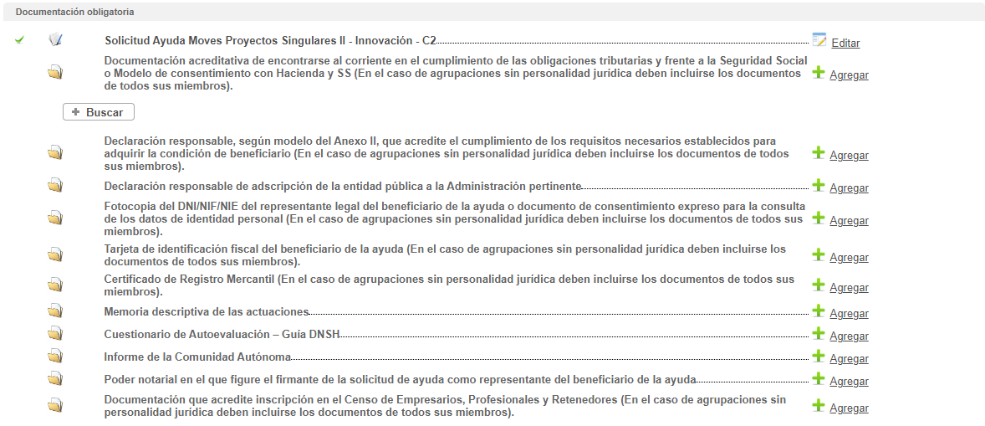 Documentación obligatoria
Solicitud Ayuda Moves Proyectos Singulares II - Innovación - C2 Editar
Documentación acreditativa de encontrarse al corriente en el cumplimiento de las obligaciones tributarias y frente a la Seguridad Social
o Modelo de consentimiento con Hacienda y SS (En el caso de agrupaciones sin personalidad jurídica deben incluirse los documentos Agregar
de todos sus miembros).
+ Buscar
Declaración responsable, según modelo del Anexo II, que acredite el cumplimiento de los requisitos necesarios establecidos para
adquirir la condición de beneficiario (En el caso de agrupaciones sin personalidad jurídica deben incluirse los documentos de todos Agregar
sus miembros).
Declaración responsable de adscripción de la entidad pública a la Administración pertinente Agregar
Fotocopia del DNI/NIF/NIE del representante legal del beneficiario de la ayuda o documento de consentimiento expreso para la consulta
de los datos de identidad personal (En el caso de agrupaciones sin personalidad jurídica deben incluirse los documentos de todos sus Agregar
miembros).
Tarjeta de identificación fiscal del beneficiario de la ayuda (En el caso de agrupaciones sin personalidad jurídica deben incluirse los
documentos de todos sus miembros). Agregar
Certificado de Registro Mercantil (En el caso de agrupaciones sin personalidad jurídica deben incluirse los documentos de todos sus
miembros). Agregar
Memoria descriptiva de las actuaciones Agregar
Cuestionario de Autoevaluación – Guia DNSH Agregar
Informe de la Comunidad Autónoma Agregar
Poder notarial en el que figure el firmante de la solicitud de ayuda como representante del beneficiario de la ayuda Agregar
Documentación que acredite inscripción en el Censo de Empresarios, Profesionales y Retenedores (En el caso de agrupaciones sin
personalidad jurídica deben incluirse los documentos de todos sus miembros). Agregar